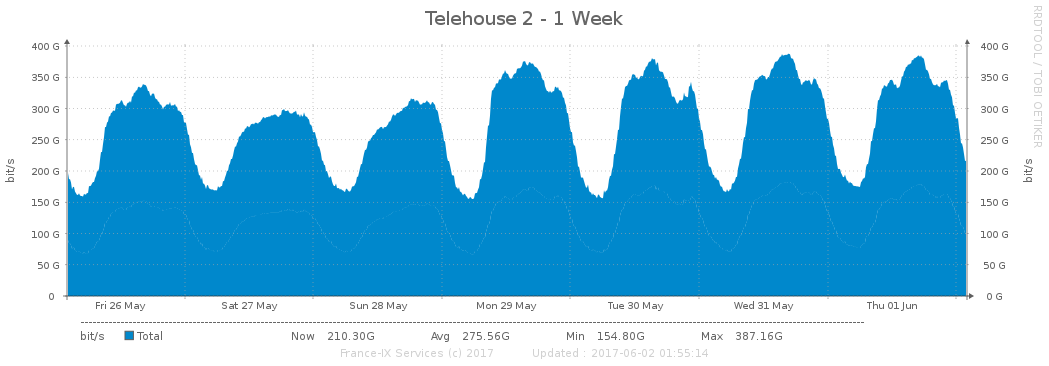 Telehouse 2 - 1 Week
RRDTOOL / TOBI OETIKER
400 G 400 G
350 G 350 G
300 G 300 G
250 G 250 G
200 G 200 G
150 G 150 G
100 G 100 G
50 G 50 G
0 0 G
bit/s bit/s
Fri 26 May Sat 27 May Sun 28 May Mon 29 May Tue 30 May Wed 31 May Thu 01 Jun
bit/s Total Now 210.30G Avg 275.56G Min 154.80G Max 387.16G
France-IX Services (c) 2017 Updated : 2017-06-02 01:55:14